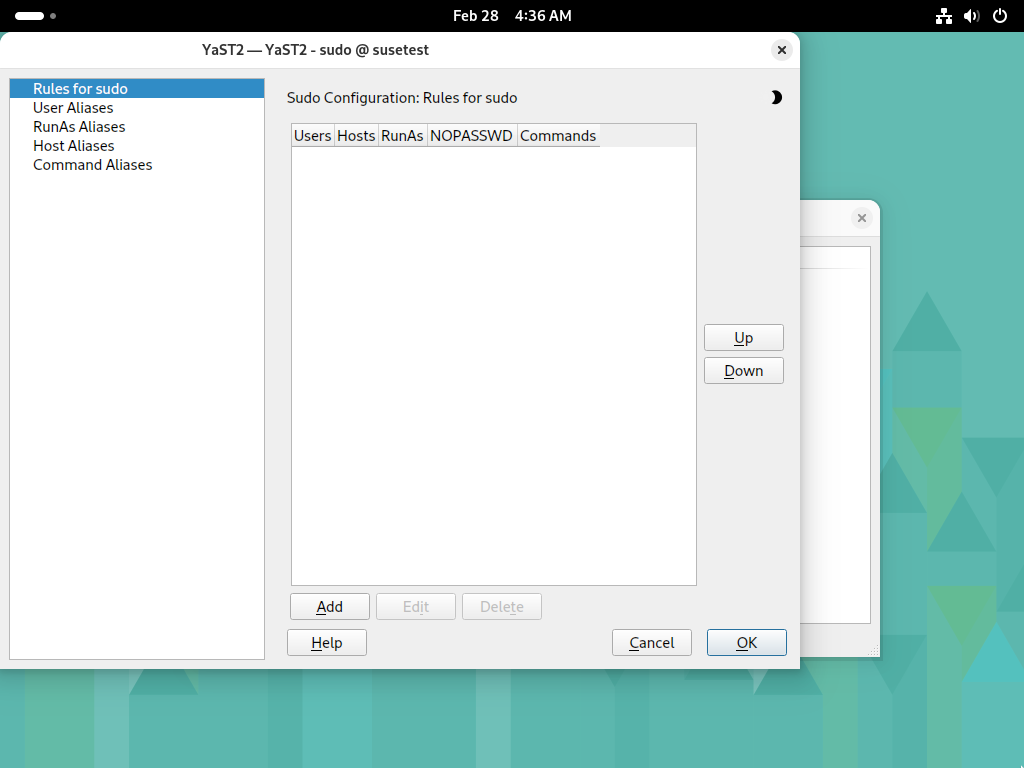 Feb 28 4:36 AM
YaST2 — YaST2 - sudo @ susetest
Rules for sudo
User Aliases
RunAs Aliases
Host Aliases
Command Aliases
Sudo Configuration: Rules for sudo
Users Hosts RunAs NOPASSWD Commands
Up
Down
Add Edit Delete
Help Cancel OK